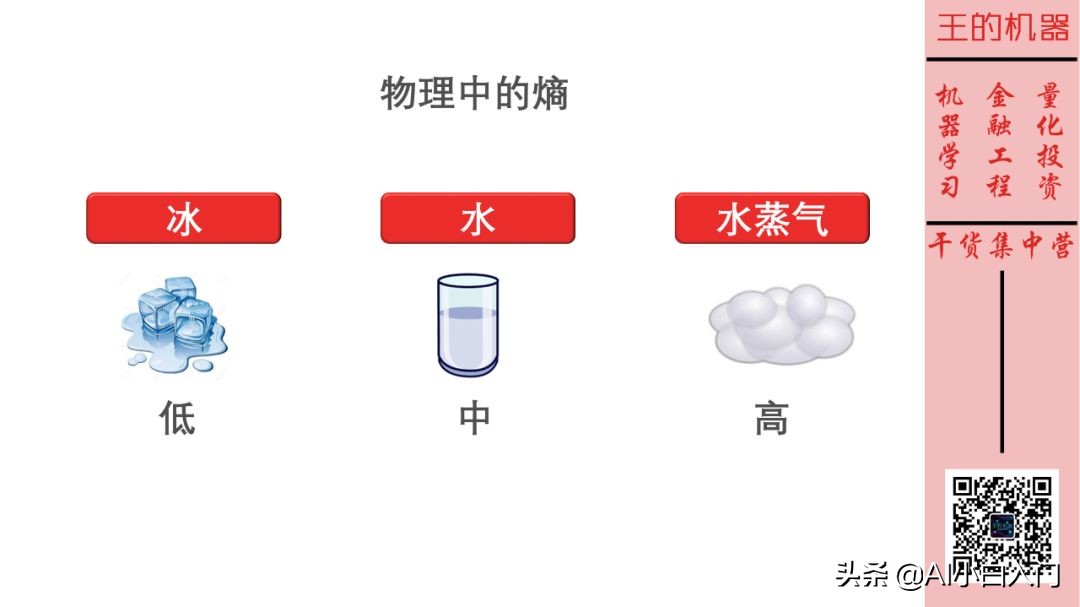 物理中的熵
冰
水
水蒸气
低
中
高
王的机器
机器学习
金融工程
量化投资
干货集中营
头条 @AI小白入门